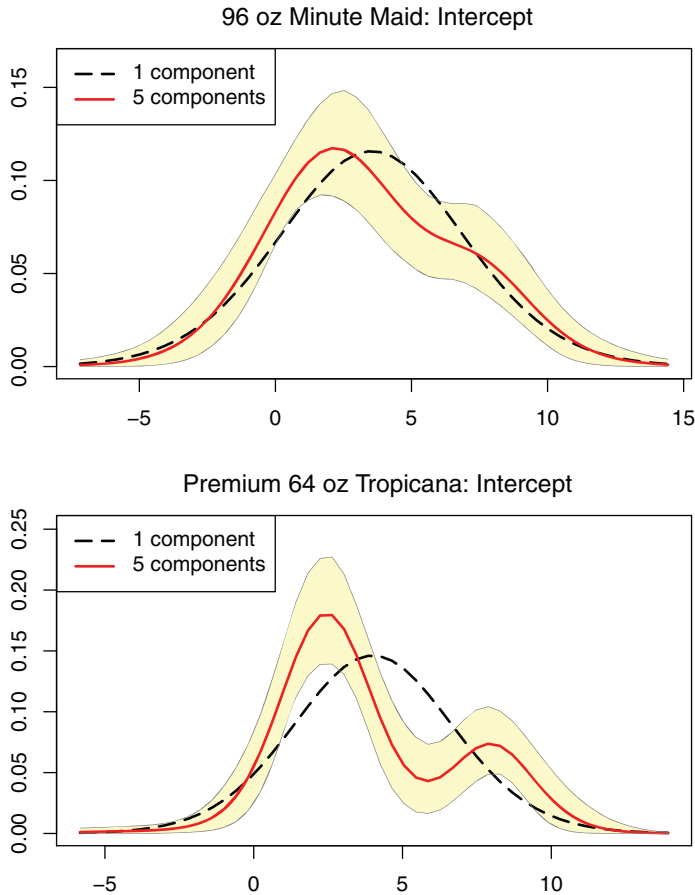 96 oz Minute Maid: Intercept
1 component
5 components
0.15
0.10
0.05
0.00
−5 0 5 10 15
Premium 64 oz Tropicana: Intercept
1 component
5 components
0.25
0.20
0.15
0.10
0.05
0.00
−5 0 5 10